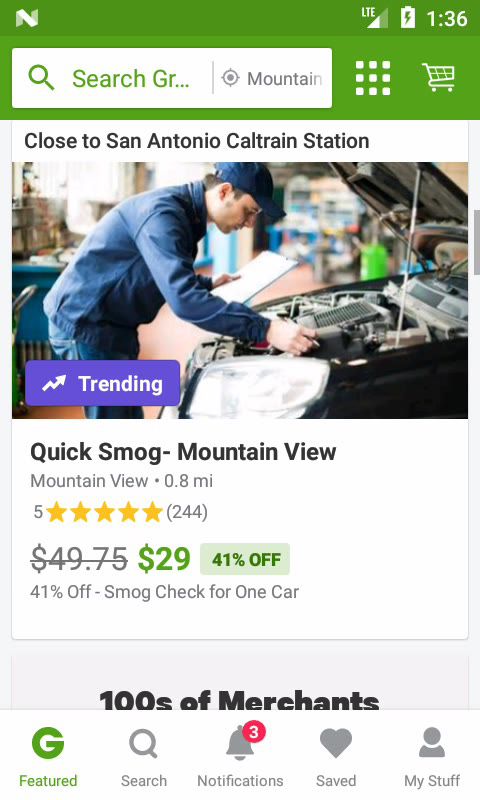 LTE 1:36
Search Gr... Mountain
Close to San Antonio Caltrain Station
Trending
Quick Smog- Mountain View
Mountain View • 0.8 mi
5 (244)
$49.75 $29 41% OFF
41% Off - Smog Check for One Car
100s of Merchants
3
Featured Search Notifications Saved My Stuff